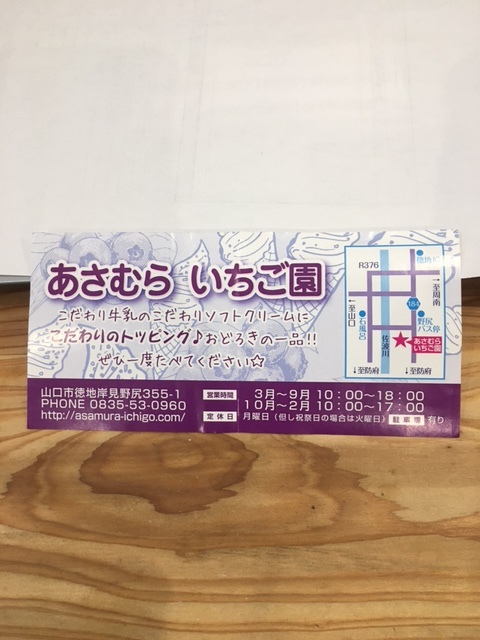 あさむら いちご園
こだわり牛乳のこだわりソフトクリームに
こだわりのトッピング♪おどろきの一品!!
ぜひ一度たべてください☆
R376
徳地
→至周南
←至山口
184
石風呂
野尻
バス停
佐波川
あさむら
いちご園
↓至防府
↓至防府
山口市徳地岸見野尻355-1
PHONE 0835-53-0960
http://asamura-ichigo.com/
営業時間
3月〜9月 10:00〜18:00
10月〜2月 10:00〜17:00
定休日
月曜日(但し祝祭日の場合は火曜日)
駐車場
有り